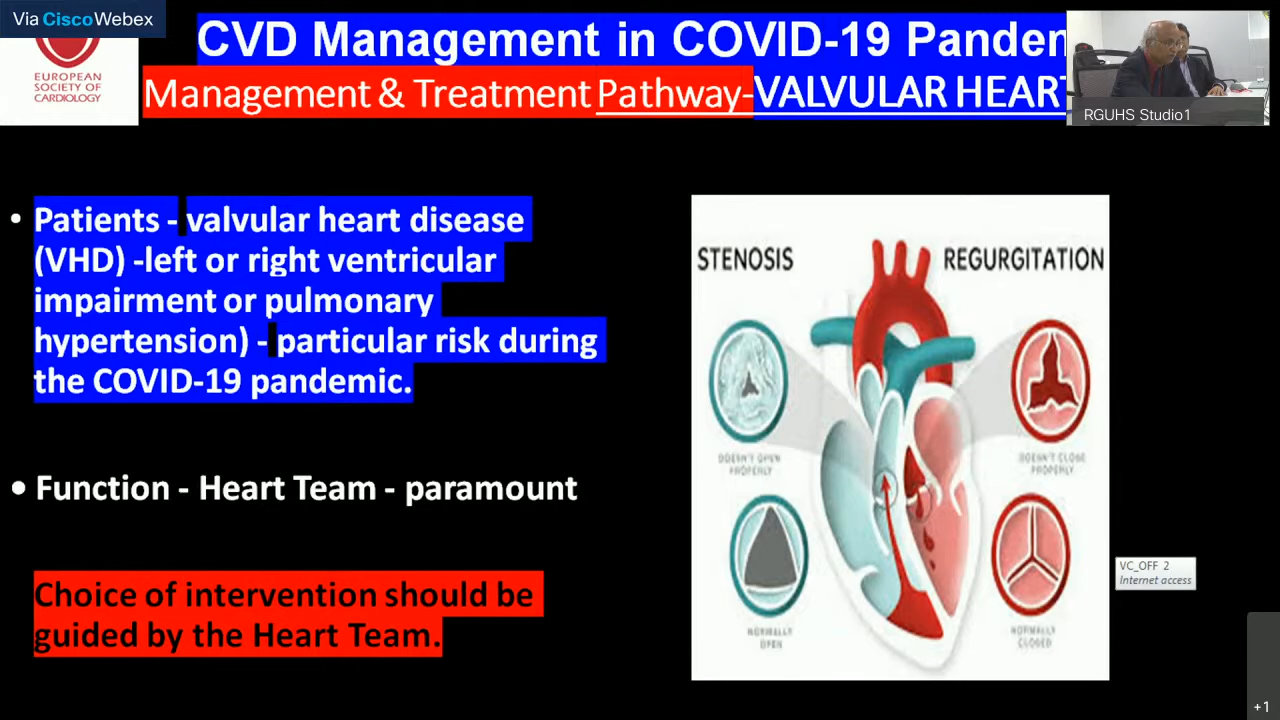 Via Cisco Webex
EUROPEAN
SOCIETY OF
CARDIOLOGY
CVD Management in COVID-19 Pandem
Management & Treatment Pathway-VALVULAR HEART
RGUHS Studio1
• Patients - valvular heart disease
(VHD) -left or right ventricular
impairment or pulmonary
hypertension) - particular risk during
the COVID-19 pandemic.
• Function - Heart Team - paramount
Choice of intervention should be
guided by the Heart Team.
STENOSIS
REGURGITATION
DOESN'T OPEN
PROPERLY
DOESN'T CLOSE
PROPERLY
NORMALLY
OPEN
NORMALLY
CLOSED
VC_OFF 2
Internet access
+1